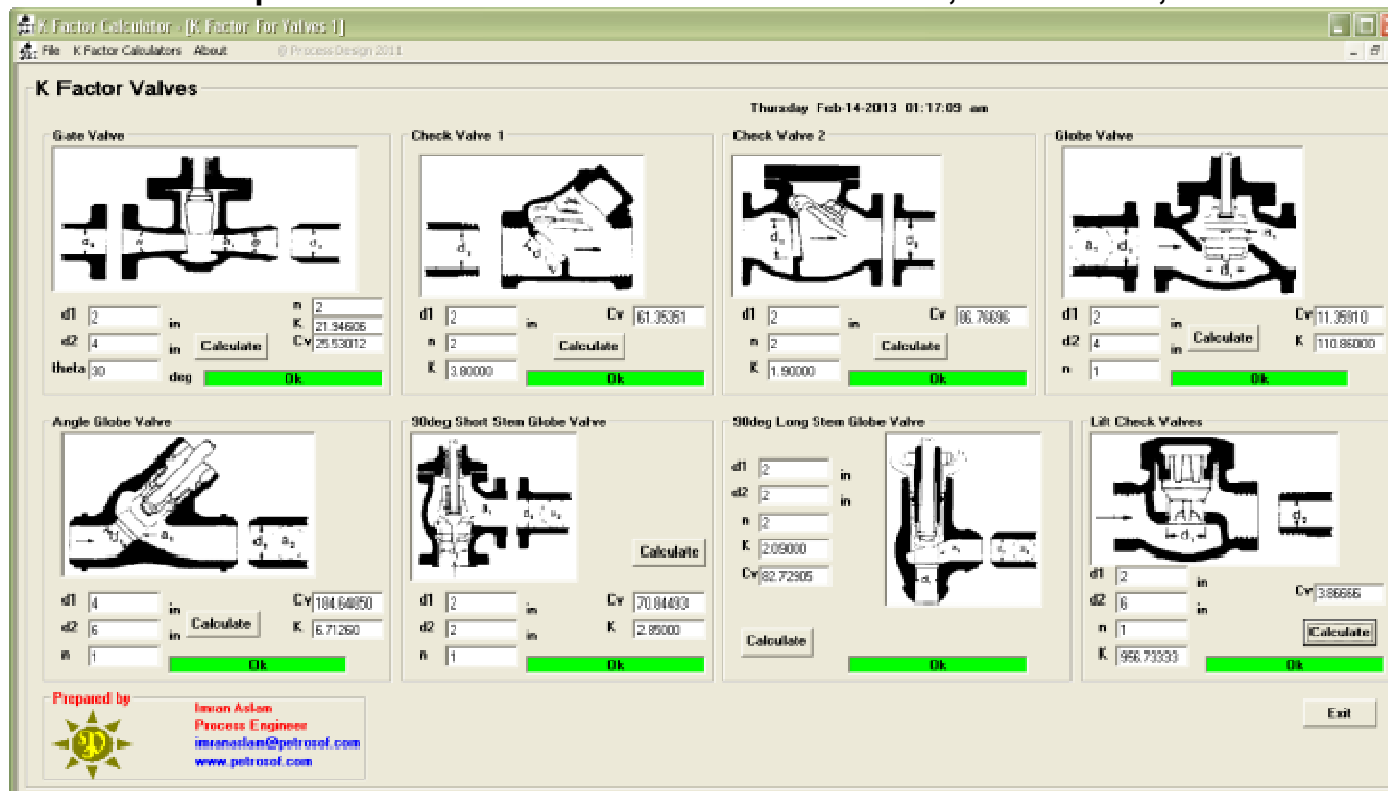 K Factor Calculator - [K Factor For Valves 1]
File K Factor Calculators About @ ProcessDesign 2011
K Factor Valves
Thursday Feb-14-2013 01:17:09 am
Gate Valve
d1 2 in
d2 4 in
theta 30 deg
n 2
K 21.94606
Cv 25.53012
Calculate
Ok
Check Valve 1
d1 2 in
n 2
K 3.80000
Cv 61.35351
Calculate
Ok
Check Valve 2
d1 2 in
n 2
K 1.90000
Cv 86.76696
Calculate
Ok
Globe Valve
d1 2 in
d2 4 in
n 1
Cv 11.35910
K 110.86000
Calculate
Ok
Angle Globe Valve
d1 4 in
d2 6 in
n 1
Cv 184.64850
K 6.71260
Calculate
Ok
90deg Short Stem Globe Valve
d1 2 in
d2 2 in
n 1
Cv 70.84493
K 2.85000
Calculate
Ok
90deg Long Stem Globe Valve
d1 2 in
d2 2 in
n 2
K 2.09000
Cv 82.72905
Calculate
Ok
Lift Check Valves
d1 2 in
d2 6 in
n 1
K 956.73333
Cv 3.86666
Calculate
Ok
Prepared by
Imran Aslam
Process Engineer
imranaslam@petrosof.com
www.petrosof.com
Exit